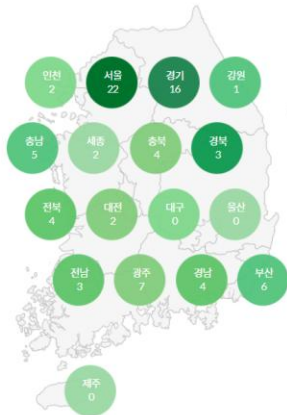 인천
2
서울
22
경기
16
강원
1
충남
5
세종
2
충북
4
경북
3
전북
4
대전
2
대구
0
울산
0
전남
3
광주
7
경남
4
부산
6
제주
0